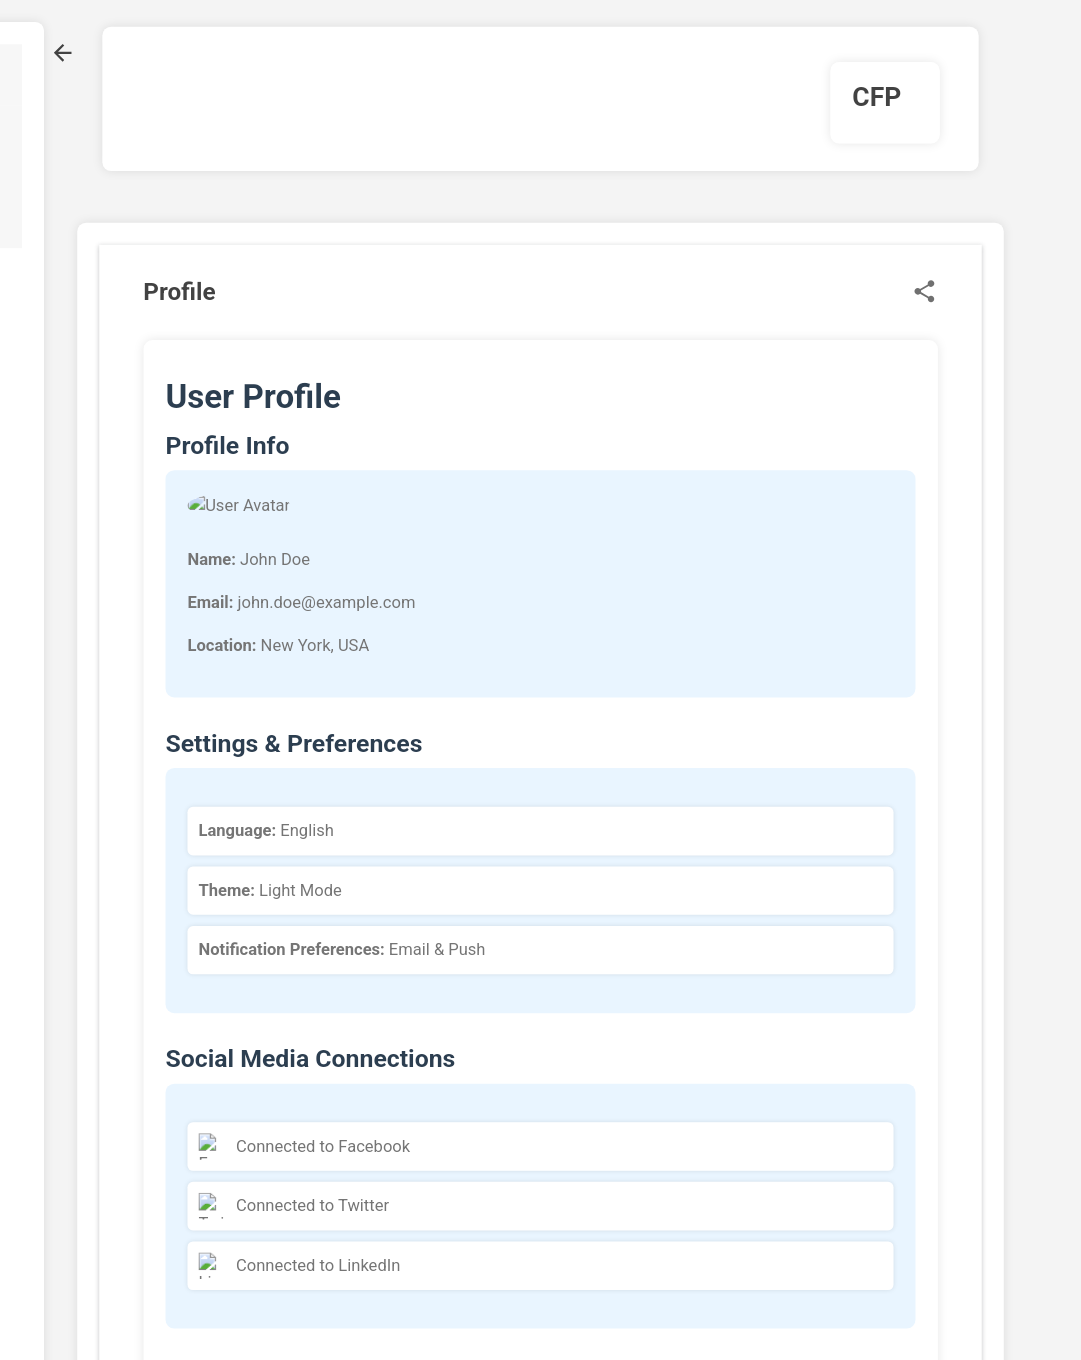 CFP
Profile
User Profile
Profile Info
User Avatar
Name: John Doe
Email: john.doe@example.com
Location: New York, USA
Settings & Preferences
Language: English
Theme: Light Mode
Notification Preferences: Email & Push
Social Media Connections
Connected to Facebook
Connected to Twitter
Connected to LinkedIn